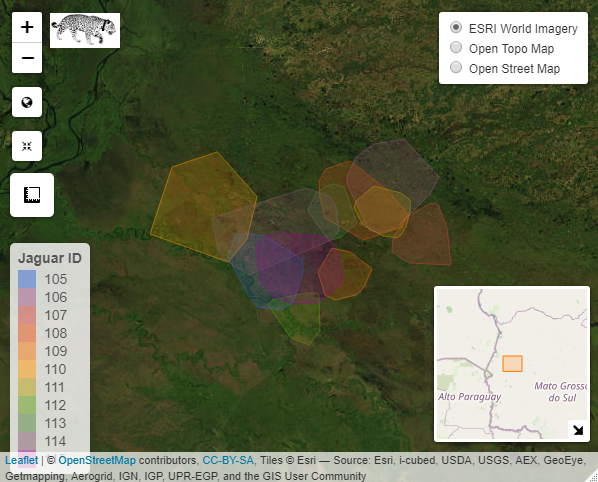 +
−
ESRI World Imagery
Open Topo Map
Open Street Map
Jaguar ID
105
106
107
108
109
110
111
112
113
114
Alto Paraguay
Mato Grosso
do Sul
Leaflet | © OpenStreetMap contributors, CC-BY-SA, Tiles © Esri — Source: Esri, i-cubed, USDA, USGS, AEX, GeoEye,
Getmapping, Aerogrid, IGN, IGP, UPR-EGP, and the GIS User Community